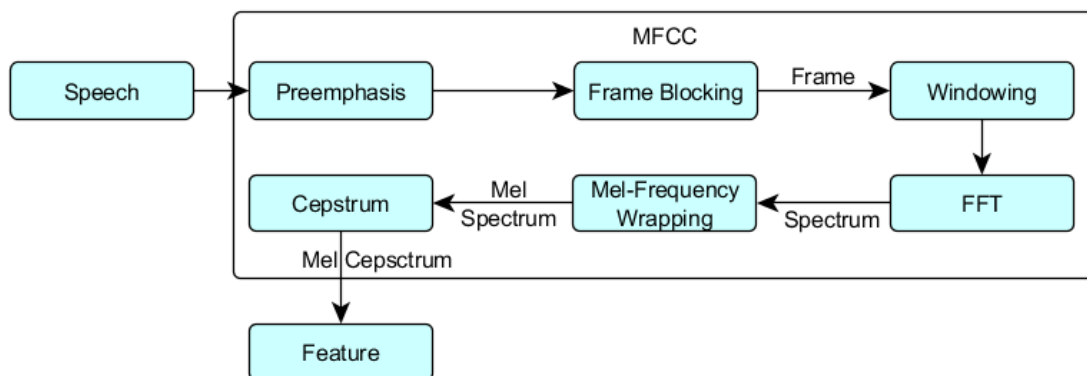 MFCC
Speech
Preemphasis
Frame Blocking
Frame
Windowing
Cepstrum
Mel
Spectrum
Mel-Frequency
Wrapping
Spectrum
FFT
Mel Cepsctrum
Feature